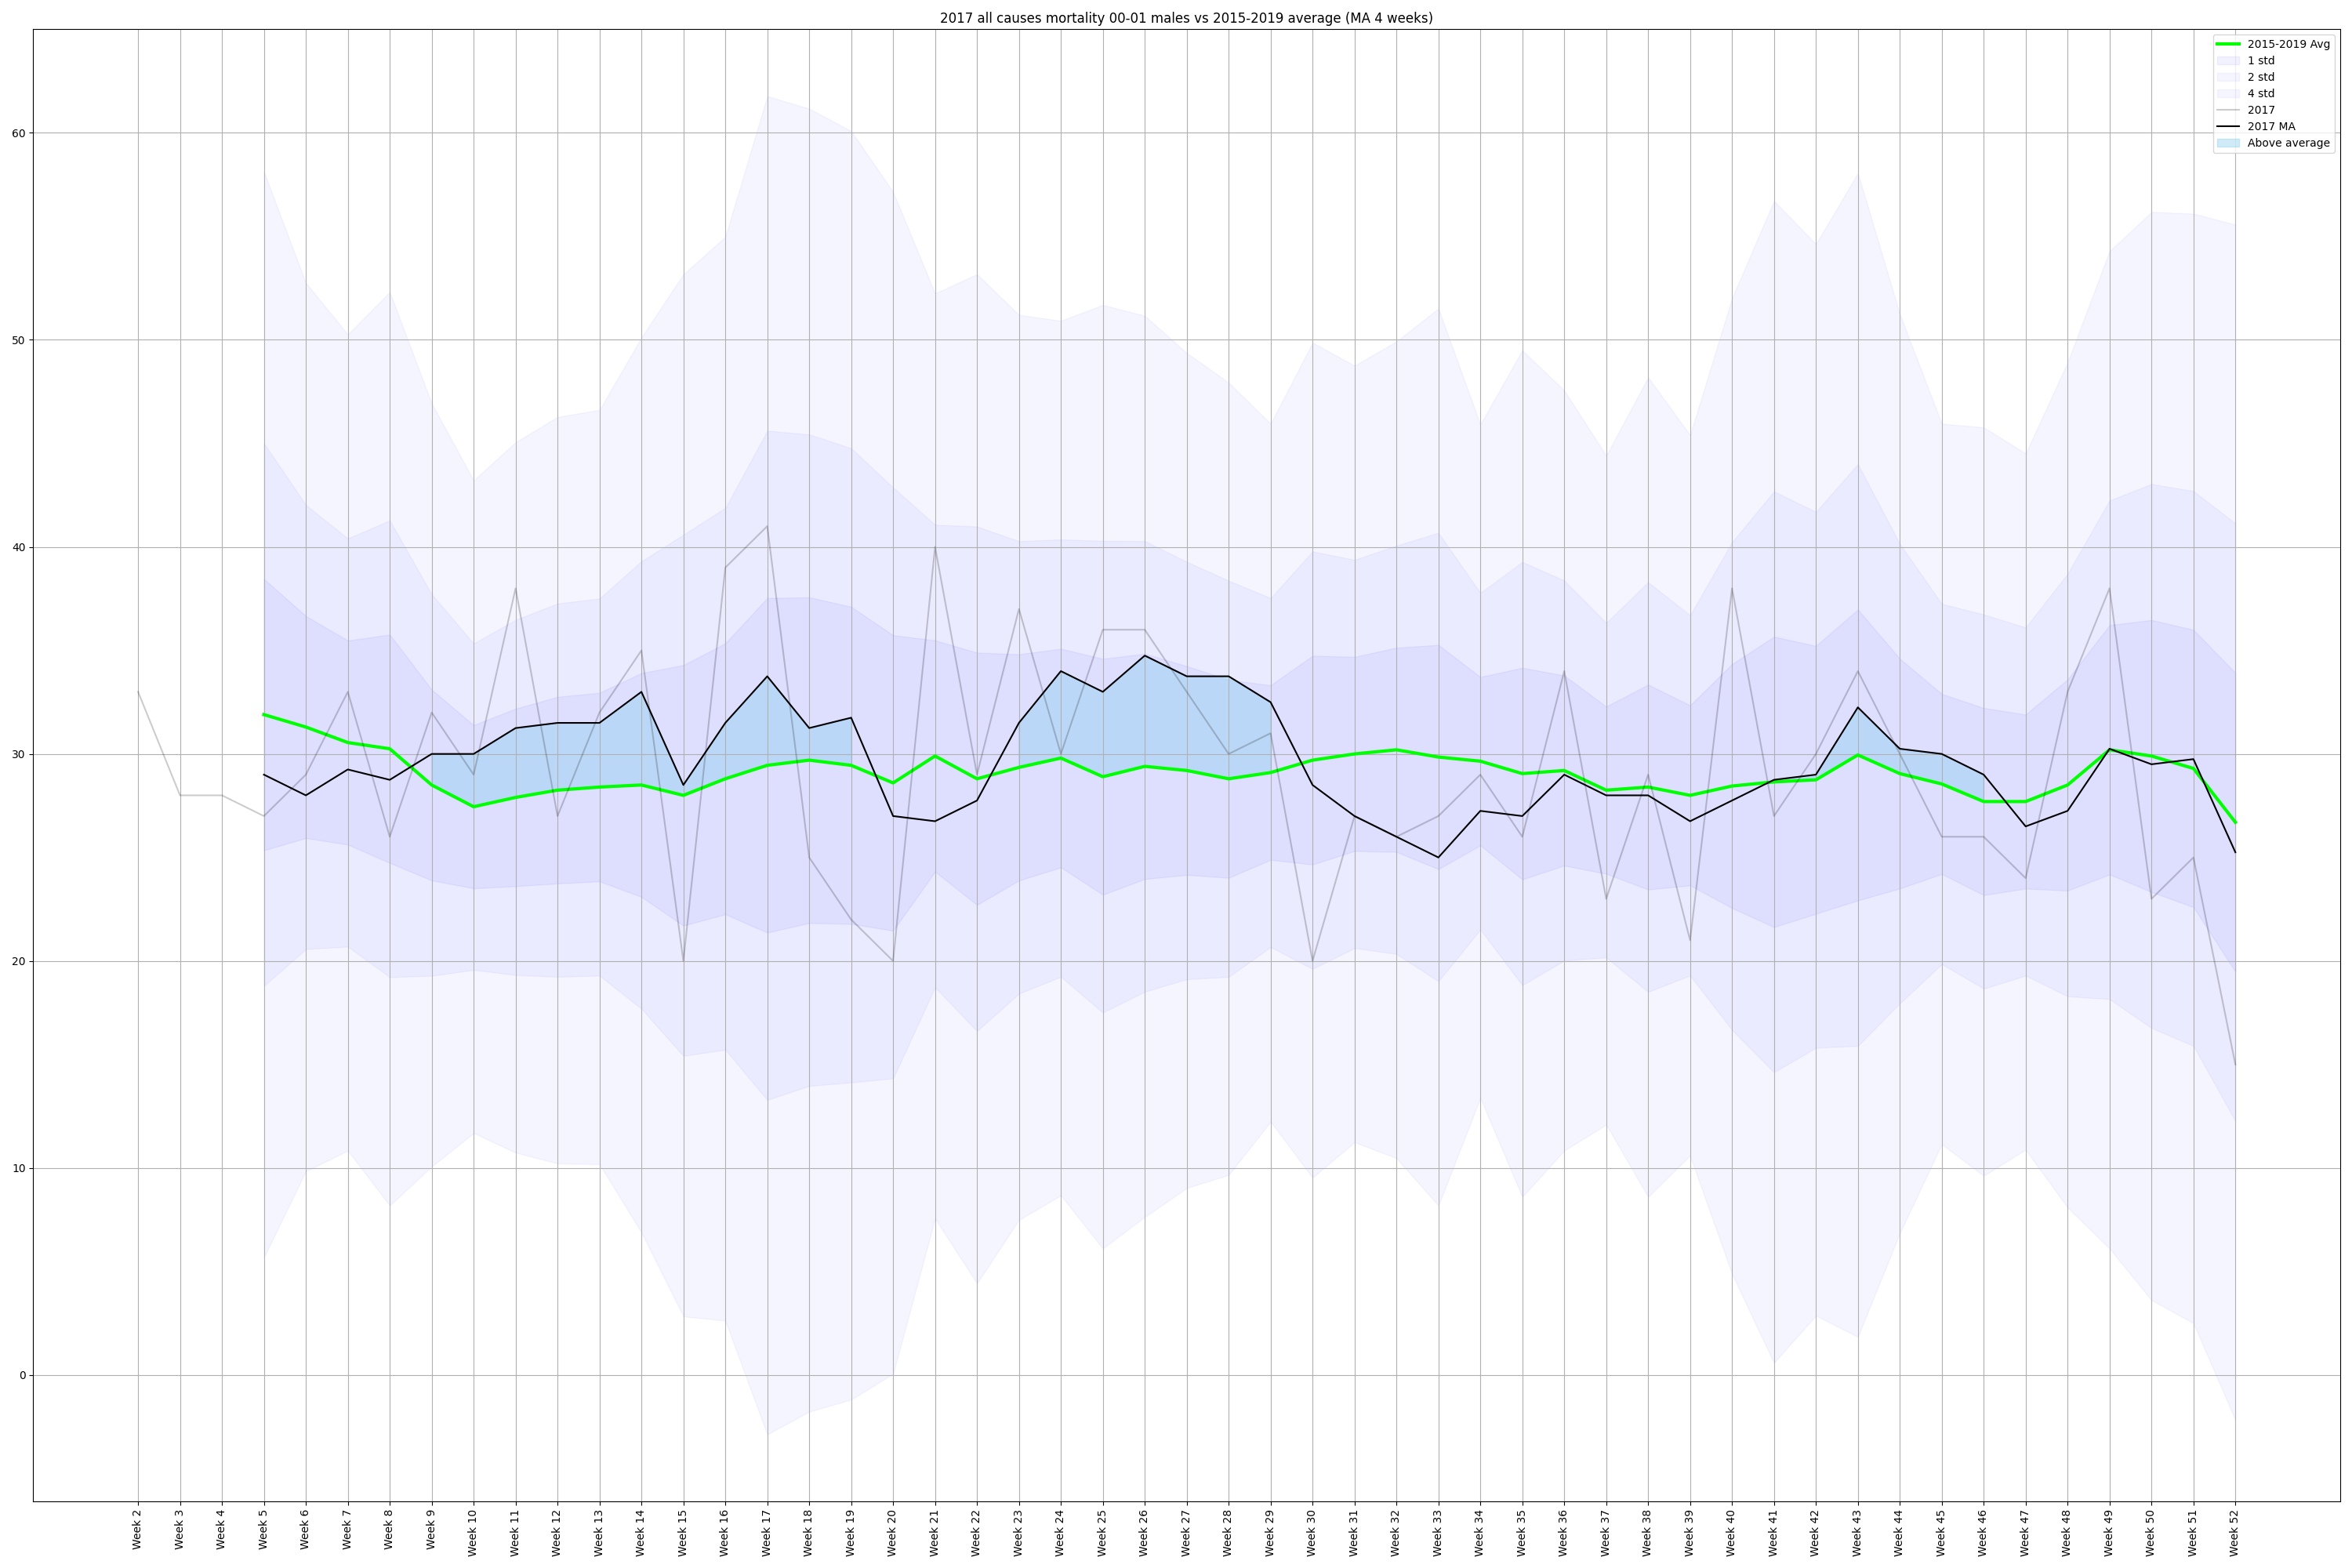 2017 all causes mortality 00-01 males vs 2015-2019 average (MA 4 weeks)
2015-2019 Avg
1 std
2 std
4 std
2017
2017 MA
Above average
60
50
40
30
20
10
0
Week 2
Week 3
Week 4
Week 5
Week 6
Week 7
Week 8
Week 9
Week 10
Week 11
Week 12
Week 13
Week 14
Week 15
Week 16
Week 17
Week 18
Week 19
Week 20
Week 21
Week 22
Week 23
Week 24
Week 25
Week 26
Week 27
Week 28
Week 29
Week 30
Week 31
Week 32
Week 33
Week 34
Week 35
Week 36
Week 37
Week 38
Week 39
Week 40
Week 41
Week 42
Week 43
Week 44
Week 45
Week 46
Week 47
Week 48
Week 49
Week 50
Week 51
Week 52